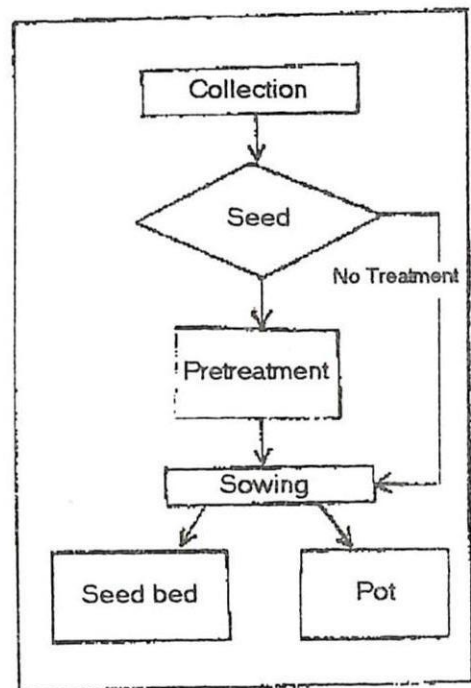 Collection
Seed
No Treatment
Pretreatment
Sowing
Seed bed
Pot